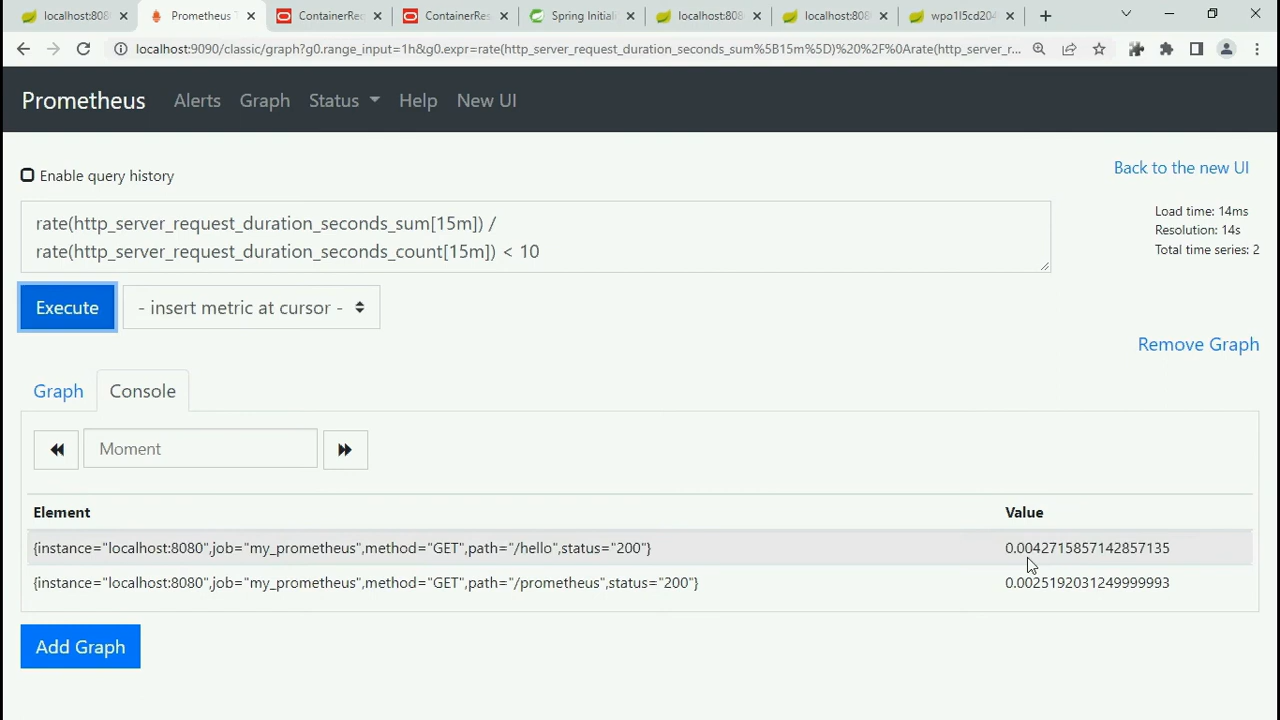 localhost:808
Prometheus T
ContainerReq
ContainerRes
Spring Initial
localhost:808
localhost:808
wpo1l5cd204
localhost:9090/classic/graph?g0.range_input=1h&g0.expr=rate(http_server_request_duration_seconds_sum%5B15m%5D)%20%2F%0Arate(http_server_r...
Prometheus Alerts Graph Status Help New UI
Enable query history
Back to the new UI
rate(http_server_request_duration_seconds_sum[15m]) /
rate(http_server_request_duration_seconds_count[15m]) < 10
Load time: 14ms
Resolution: 14s
Total time series: 2
Execute
- insert metric at cursor -
Remove Graph
Graph Console
Moment
Element Value
{instance="localhost:8080",job="my_prometheus",method="GET",path="/hello",status="200"} 0.0042715857142857135
{instance="localhost:8080",job="my_prometheus",method="GET",path="/prometheus",status="200"} 0.0025192031249999993
Add Graph